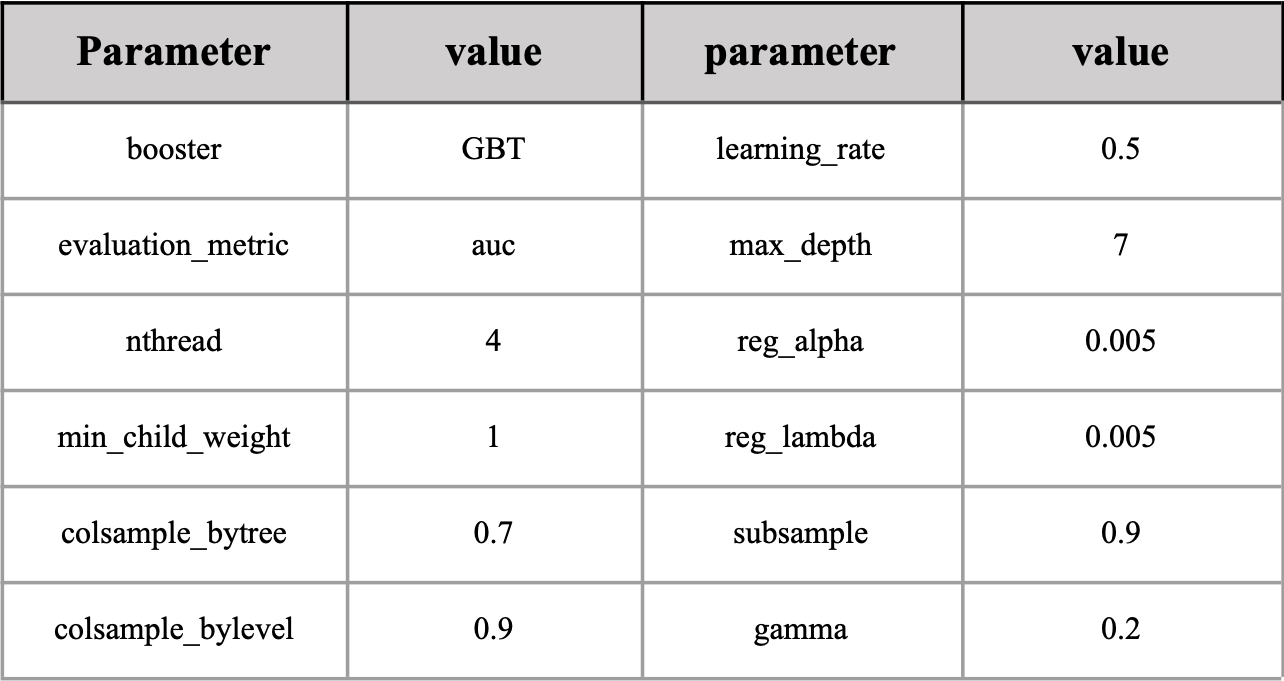 Parameter value parameter value
booster GBT learning_rate 0.5
evaluation_metric auc max_depth 7
nthread 4 reg_alpha 0.005
min_child_weight 1 reg_lambda 0.005
colsample_bytree 0.7 subsample 0.9
colsample_bylevel 0.9 gamma 0.2